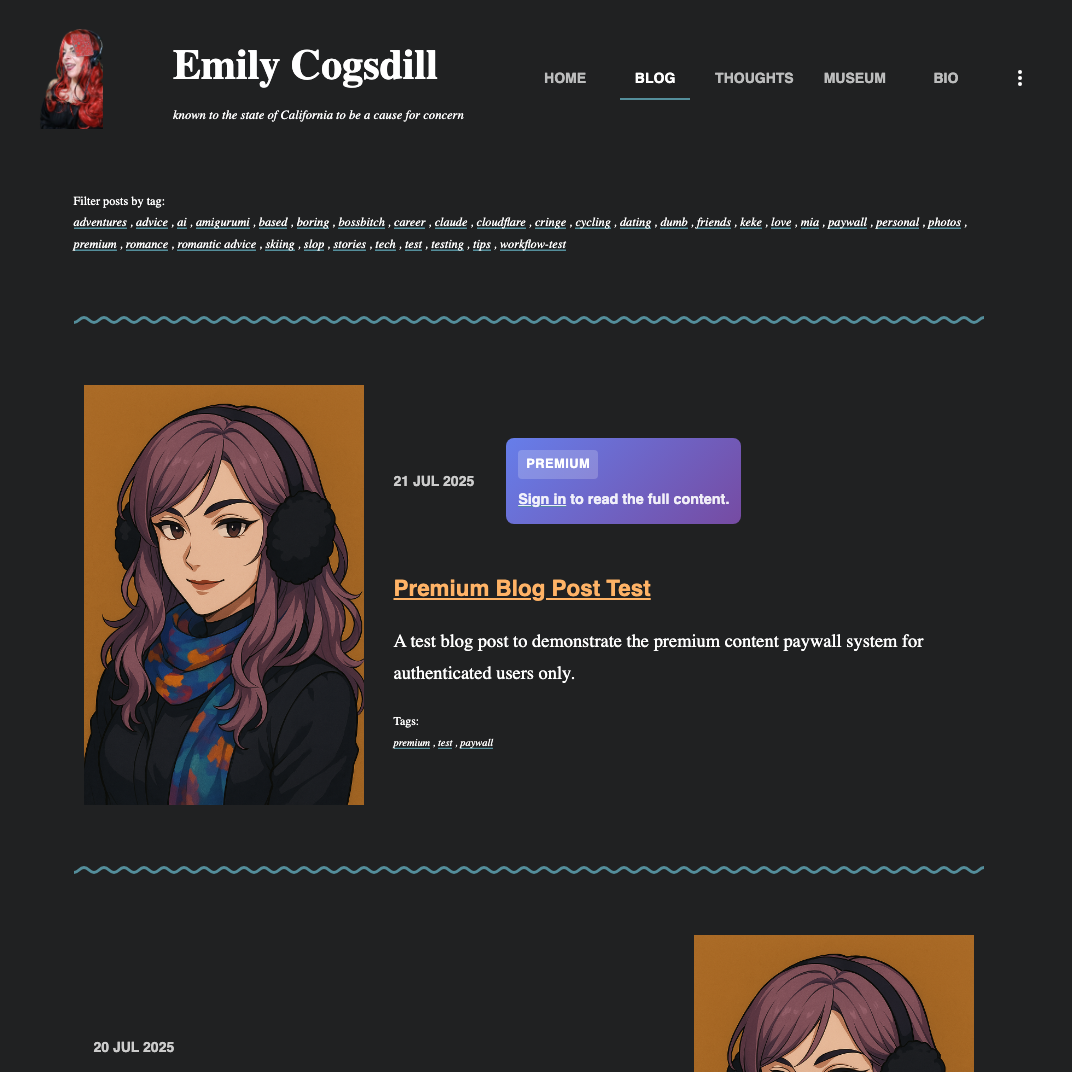 Emily Cogsdill
known to the state of California to be a cause for concern
HOME BLOG THOUGHTS MUSEUM BIO
Filter posts by tag:
adventures , advice , ai , amigurumi , based , boring , bossbitch , career , claude , cloudflare , cringe , cycling , dating , dumb , friends , keke , love , mia , paywall , personal , photos ,
premium , romance , romantic advice , skiing , slop , stories , tech , test , testing , tips , workflow-test
21 JUL 2025
PREMIUM
Sign in to read the full content.
Premium Blog Post Test
A test blog post to demonstrate the premium content paywall system for
authenticated users only.
Tags:
premium , test , paywall
20 JUL 2025